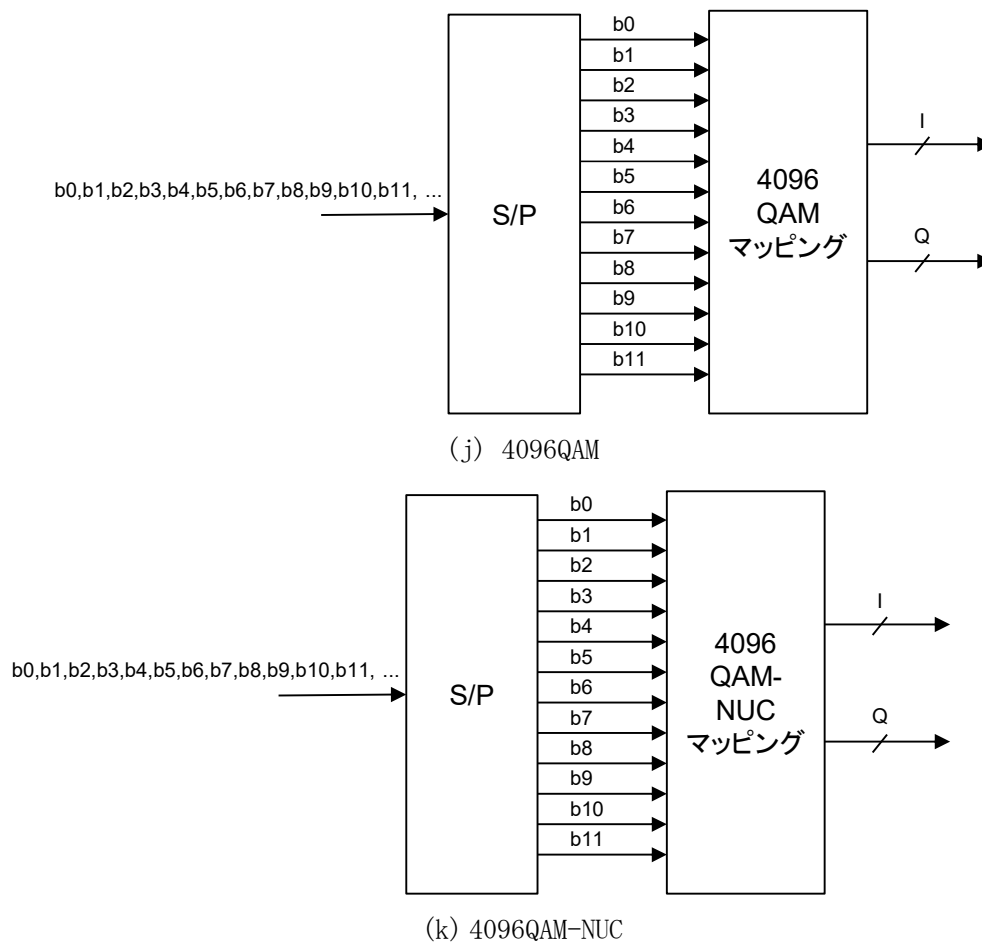 b0,b1,b2,b3,b4,b5,b6,b7,b8,b9,b10,b11, ...
S/P
b0
b1
b2
b3
b4
b5
b6
b7
b8
b9
b10
b11
4096
QAM
マッピング
I
Q
(j) 4096QAM
b0,b1,b2,b3,b4,b5,b6,b7,b8,b9,b10,b11, ...
S/P
b0
b1
b2
b3
b4
b5
b6
b7
b8
b9
b10
b11
4096
QAM-
NUC
マッピング
I
Q
(k) 4096QAM-NUC